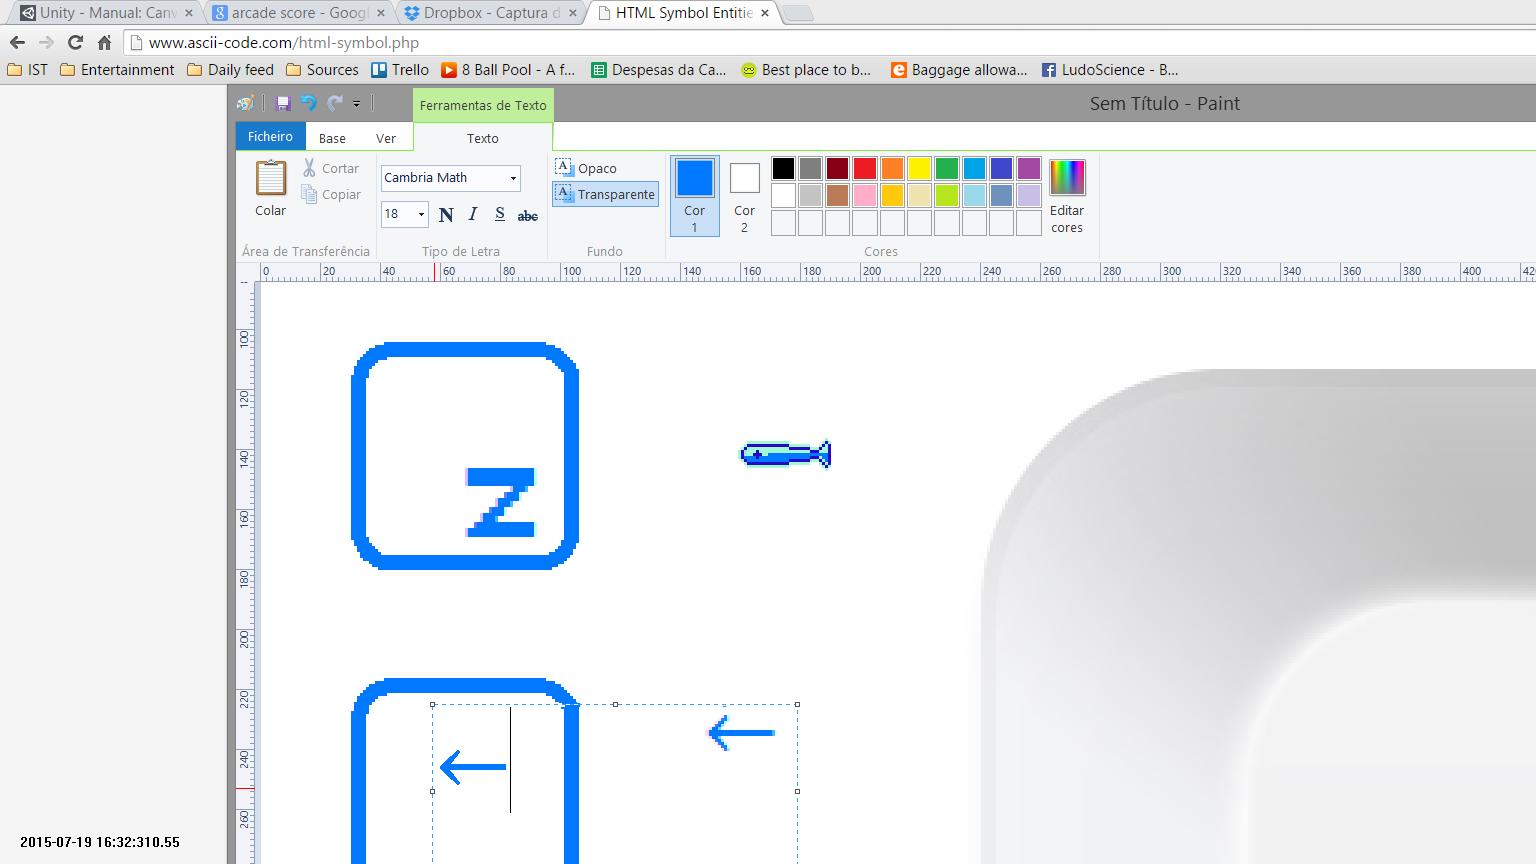 Unity - Manual: Canv
arcade score - Goog
Dropbox - Captura d
HTML Symbol Entitie
www.ascii-code.com/html-symbol.php
IST
Entertainment
Daily feed
Sources
Trello
8 Ball Pool - A f...
Despesas da Ca...
Best place to b...
Baggage allowa...
LudoScience - B...
Ferramentas de Texto
Sem Título - Paint
Ficheiro
Base
Ver
Texto
Colar
Cortar
Copiar
Área de Transferência
Cambria Math
18
N I S abc
Tipo de Letra
Opaco
Transparente
Fundo
Cor 1
Cor 2
Editar cores
Cores
0 20 40 60 80 100 120 140 160 180 200 220 240 260 280 300 320 340 360 380 400 420
100
120
140
160
180
200
220
240
260
Z
←
←
2015-07-19 16:32:310.55